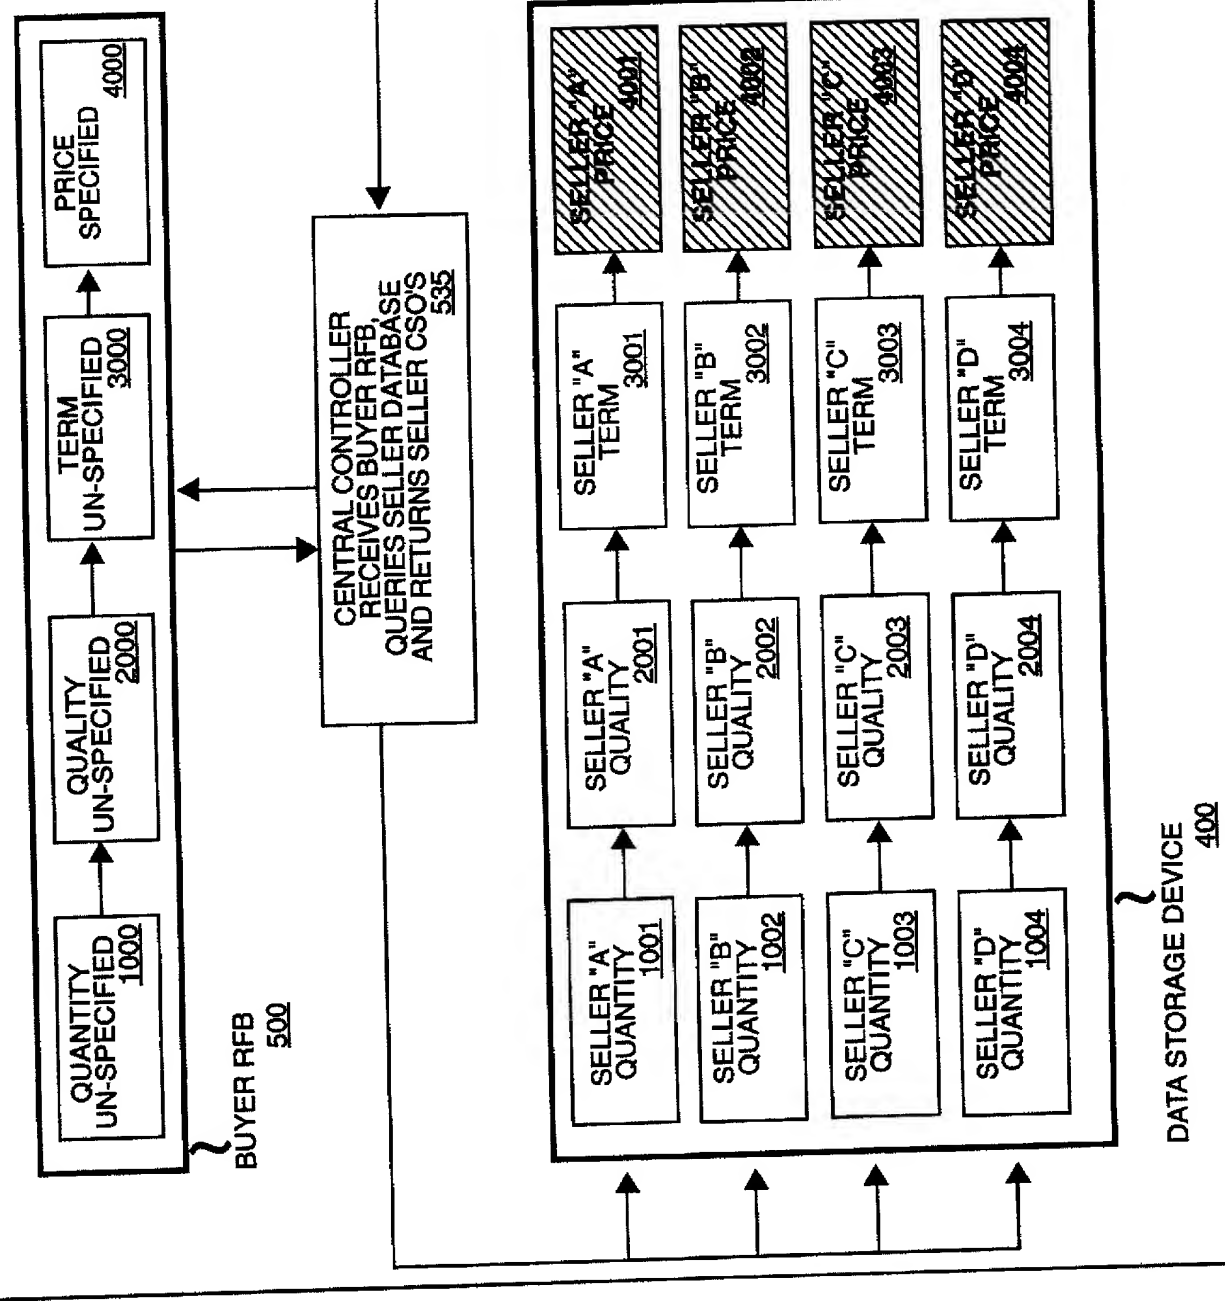 QUANTITY
UN-SPECIFIED
1000
QUALITY
UN-SPECIFIED
2000
TERM
UN-SPECIFIED
3000
PRICE
SPECIFIED
4000
BUYER RFB
500
CENTRAL CONTROLLER
RECEIVES BUYER RFB,
QUERIES SELLER DATABASE
AND RETURNS SELLER CSO'S
535
SELLER "A"
QUANTITY
1001
SELLER "A"
QUALITY
2001
SELLER "A"
TERM
3001
SELLER "A"
PRICE
4001
SELLER "B"
QUANTITY
1002
SELLER "B"
QUALITY
2002
SELLER "B"
TERM
3002
SELLER "B"
PRICE
4002
SELLER "C"
QUANTITY
1003
SELLER "C"
QUALITY
2003
SELLER "C"
TERM
3003
SELLER "C"
PRICE
4003
SELLER "D"
QUANTITY
1004
SELLER "D"
QUALITY
2004
SELLER "D"
TERM
3004
SELLER "D"
PRICE
4004
DATA STORAGE DEVICE
400